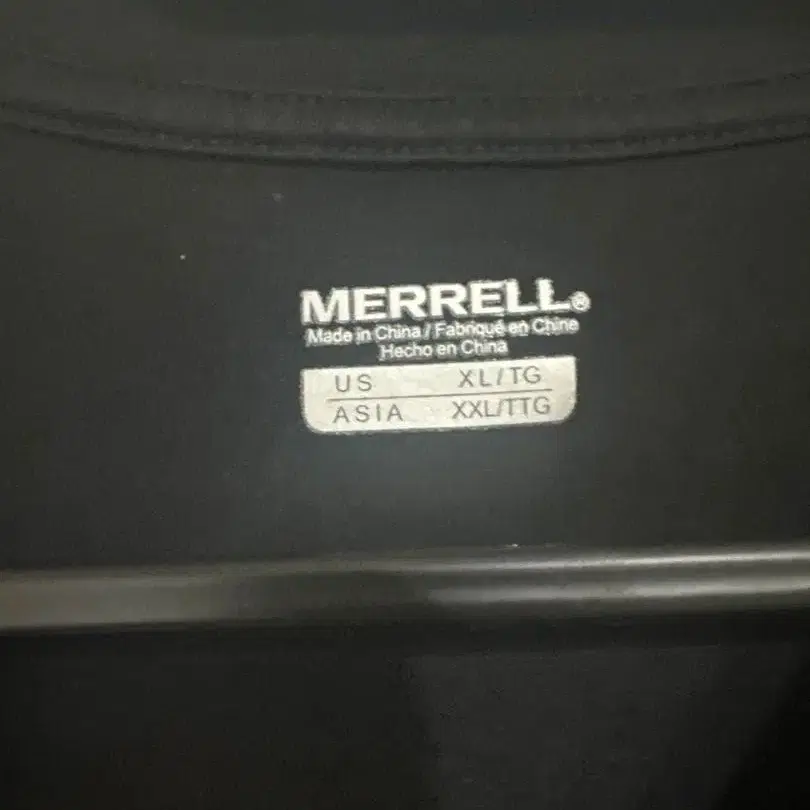 MERRELL®
Made in China / Fabriqué en Chine
Hecho en China
US XL/TG
ASIA XXL/TTG